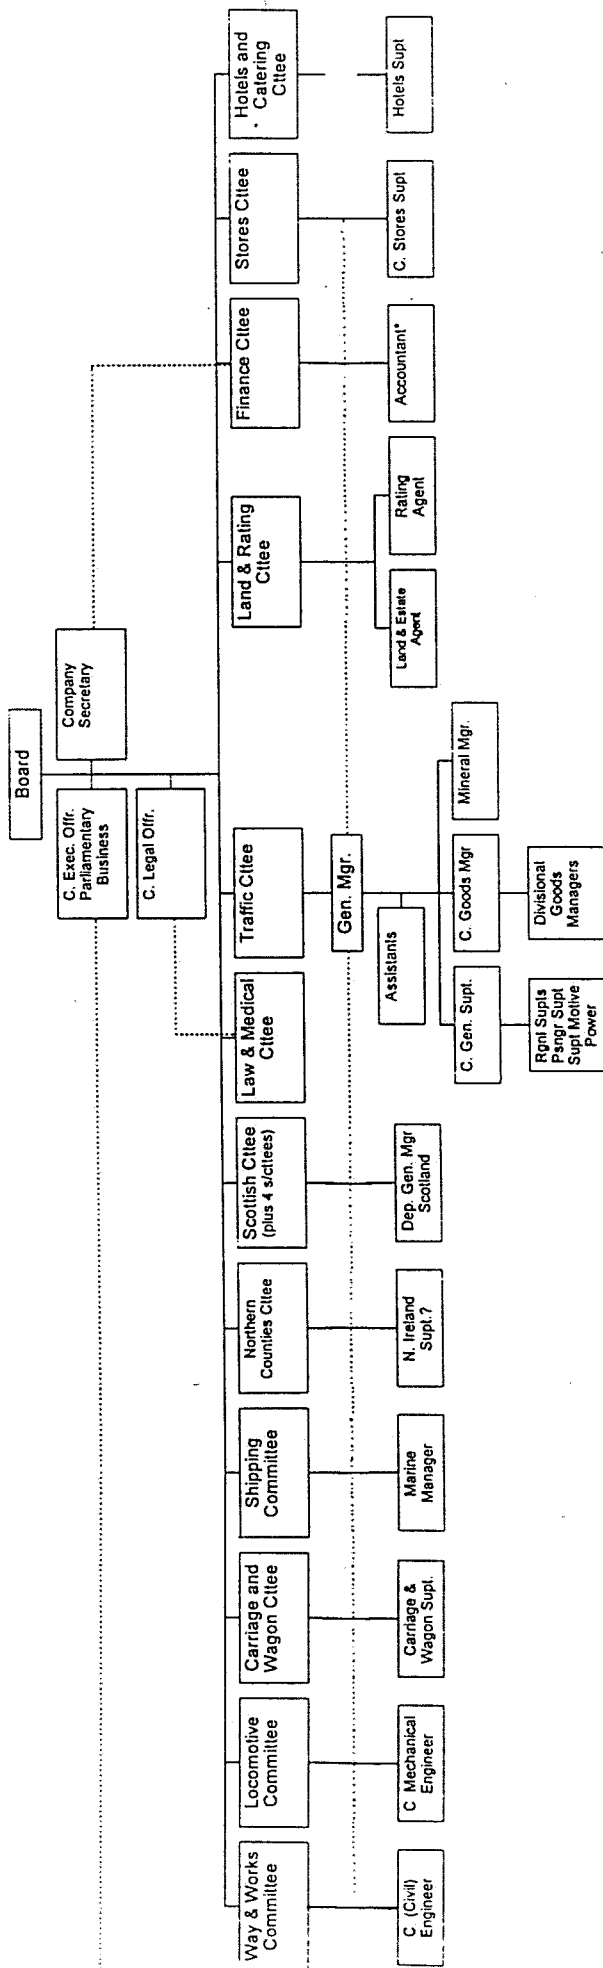 Board
C. Exec. Offr.
Parliamentary
Business
Company
Secretary
C. Legal Offr.
Way & Works
Committee
Locomotive
Committee
Carriage and
Wagon Cttee
Shipping
Committee
Northern
Counties Cttee
Scottish Cttee
(plus 4 s/cttees)
Law & Medical
Cttee
Traffic Cttee
Land & Rating
Cttee
Finance Cttee
Stores Cttee
Hotels and
Catering
Cttee
Gen. Mgr.
Assistants
C. (Civil)
Engineer
C Mechanical
Engineer
Carriage &
Wagon Supt.
Marine
Manager
N. Ireland
Supt.?
Dep. Gen. Mgr
Scotland
C. Gen. Supt.
C. Goods Mgr
Mineral Mgr.
Land & Estate
Agent
Rating
Agent
Accountant*
C. Stores Supt
Hotels Supt
Rgnl Supts
Psngr Supt
Supt Motive
Power
Divisional
Goods
Managers